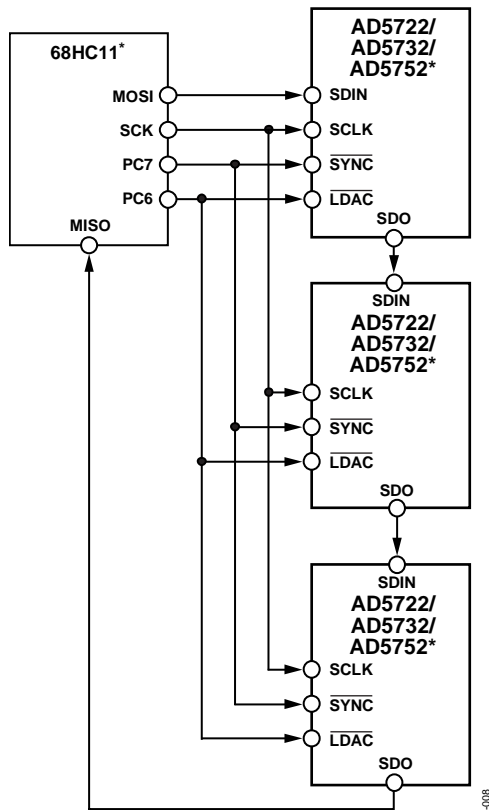 68HC11*
MOSI
SCK
PC7
PC6
MISO
AD5722/
AD5732/
AD5752*
SDIN
SCLK
SYNC
LDAC
SDO
SDIN
AD5722/
AD5732/
AD5752*
SCLK
SYNC
LDAC
SDO
SDIN
AD5722/
AD5732/
AD5752*
SCLK
SYNC
LDAC
SDO
-008